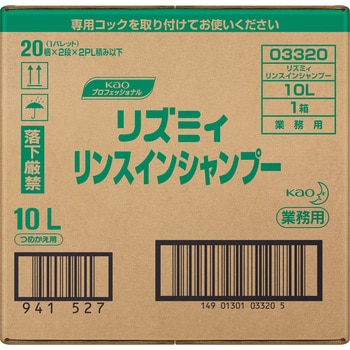 専用コックを取り付けてお使いください
(1パレット)
20梱×2段×2PL積み以下
03320
リズミィ
リンスインシャンプー
10L
1箱
業務用
kao
プロフェッショナル
落下厳禁
リズミィ
リンスインシャンプー
10L
つめかえ用
kao
業務用
941 527
149 01301 03320 5